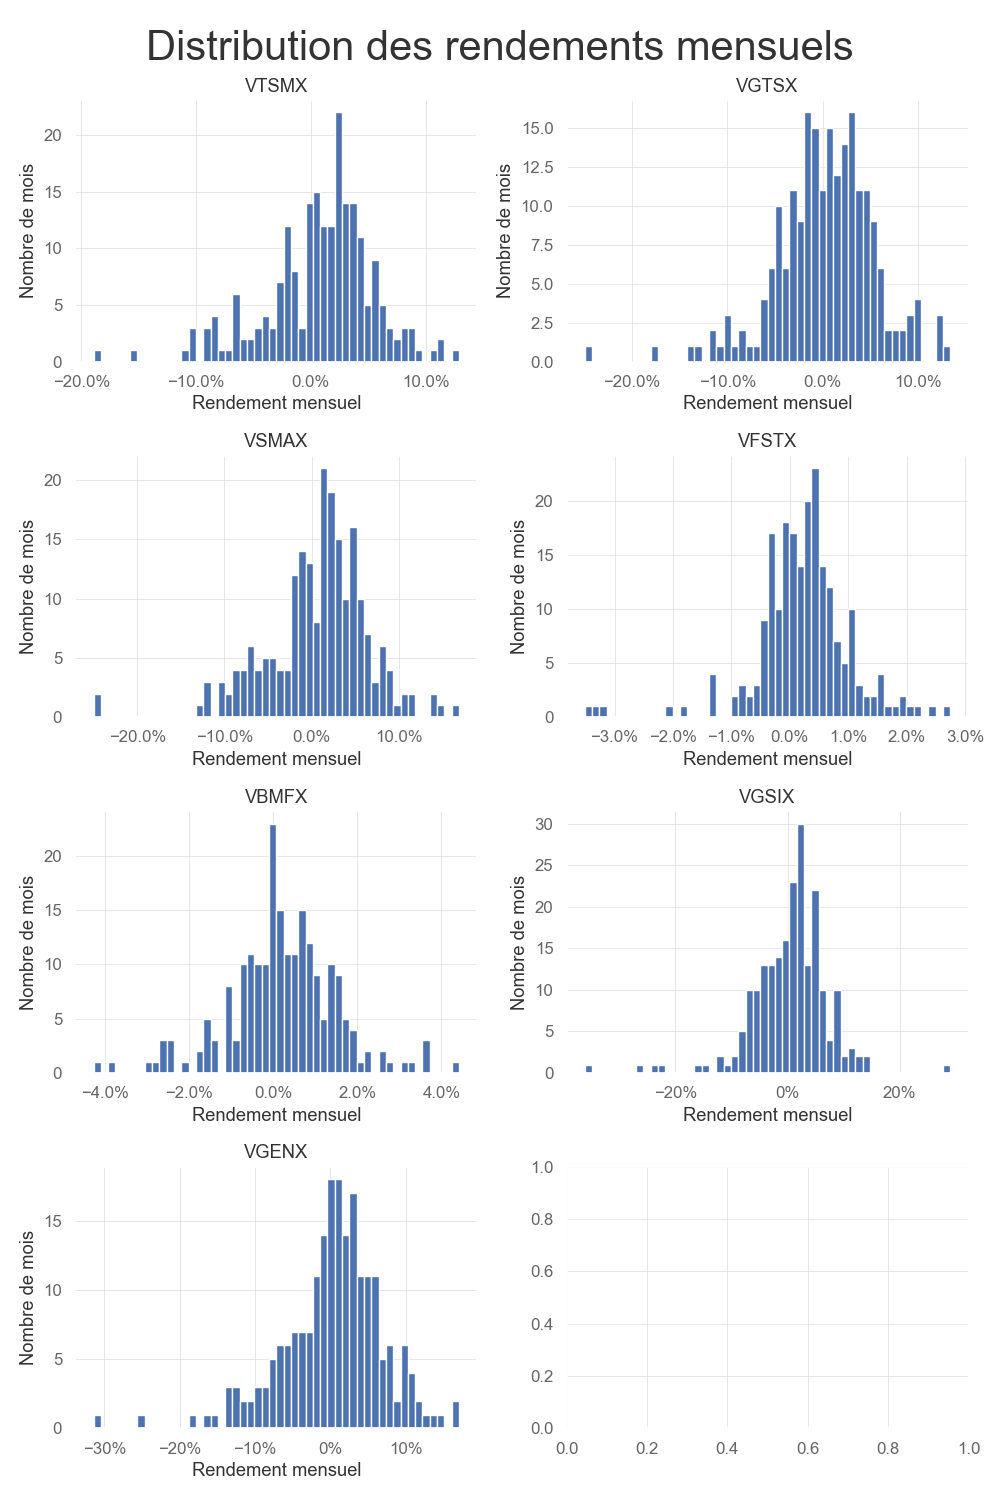 Distribution des rendements mensuels
VTSMX
Nombre de mois
20
15
10
5
0
−20.0% −10.0% 0.0% 10.0%
Rendement mensuel
VGTSX
Nombre de mois
15.0
12.5
10.0
7.5
5.0
2.5
0.0
−20.0% −10.0% 0.0% 10.0%
Rendement mensuel
VSMAX
Nombre de mois
20
15
10
5
0
−20.0% −10.0% 0.0% 10.0%
Rendement mensuel
VFSTX
Nombre de mois
20
15
10
5
0
−3.0% −2.0% −1.0% 0.0% 1.0% 2.0% 3.0%
Rendement mensuel
VBMFX
Nombre de mois
20
15
10
5
0
−4.0% −2.0% 0.0% 2.0% 4.0%
Rendement mensuel
VGSIX
Nombre de mois
30
25
20
15
10
5
0
−20% 0% 20%
Rendement mensuel
VGENX
Nombre de mois
15
10
5
0
−30% −20% −10% 0% 10%
Rendement mensuel
1.0
0.8
0.6
0.4
0.2
0.0
0.0 0.2 0.4 0.6 0.8 1.0